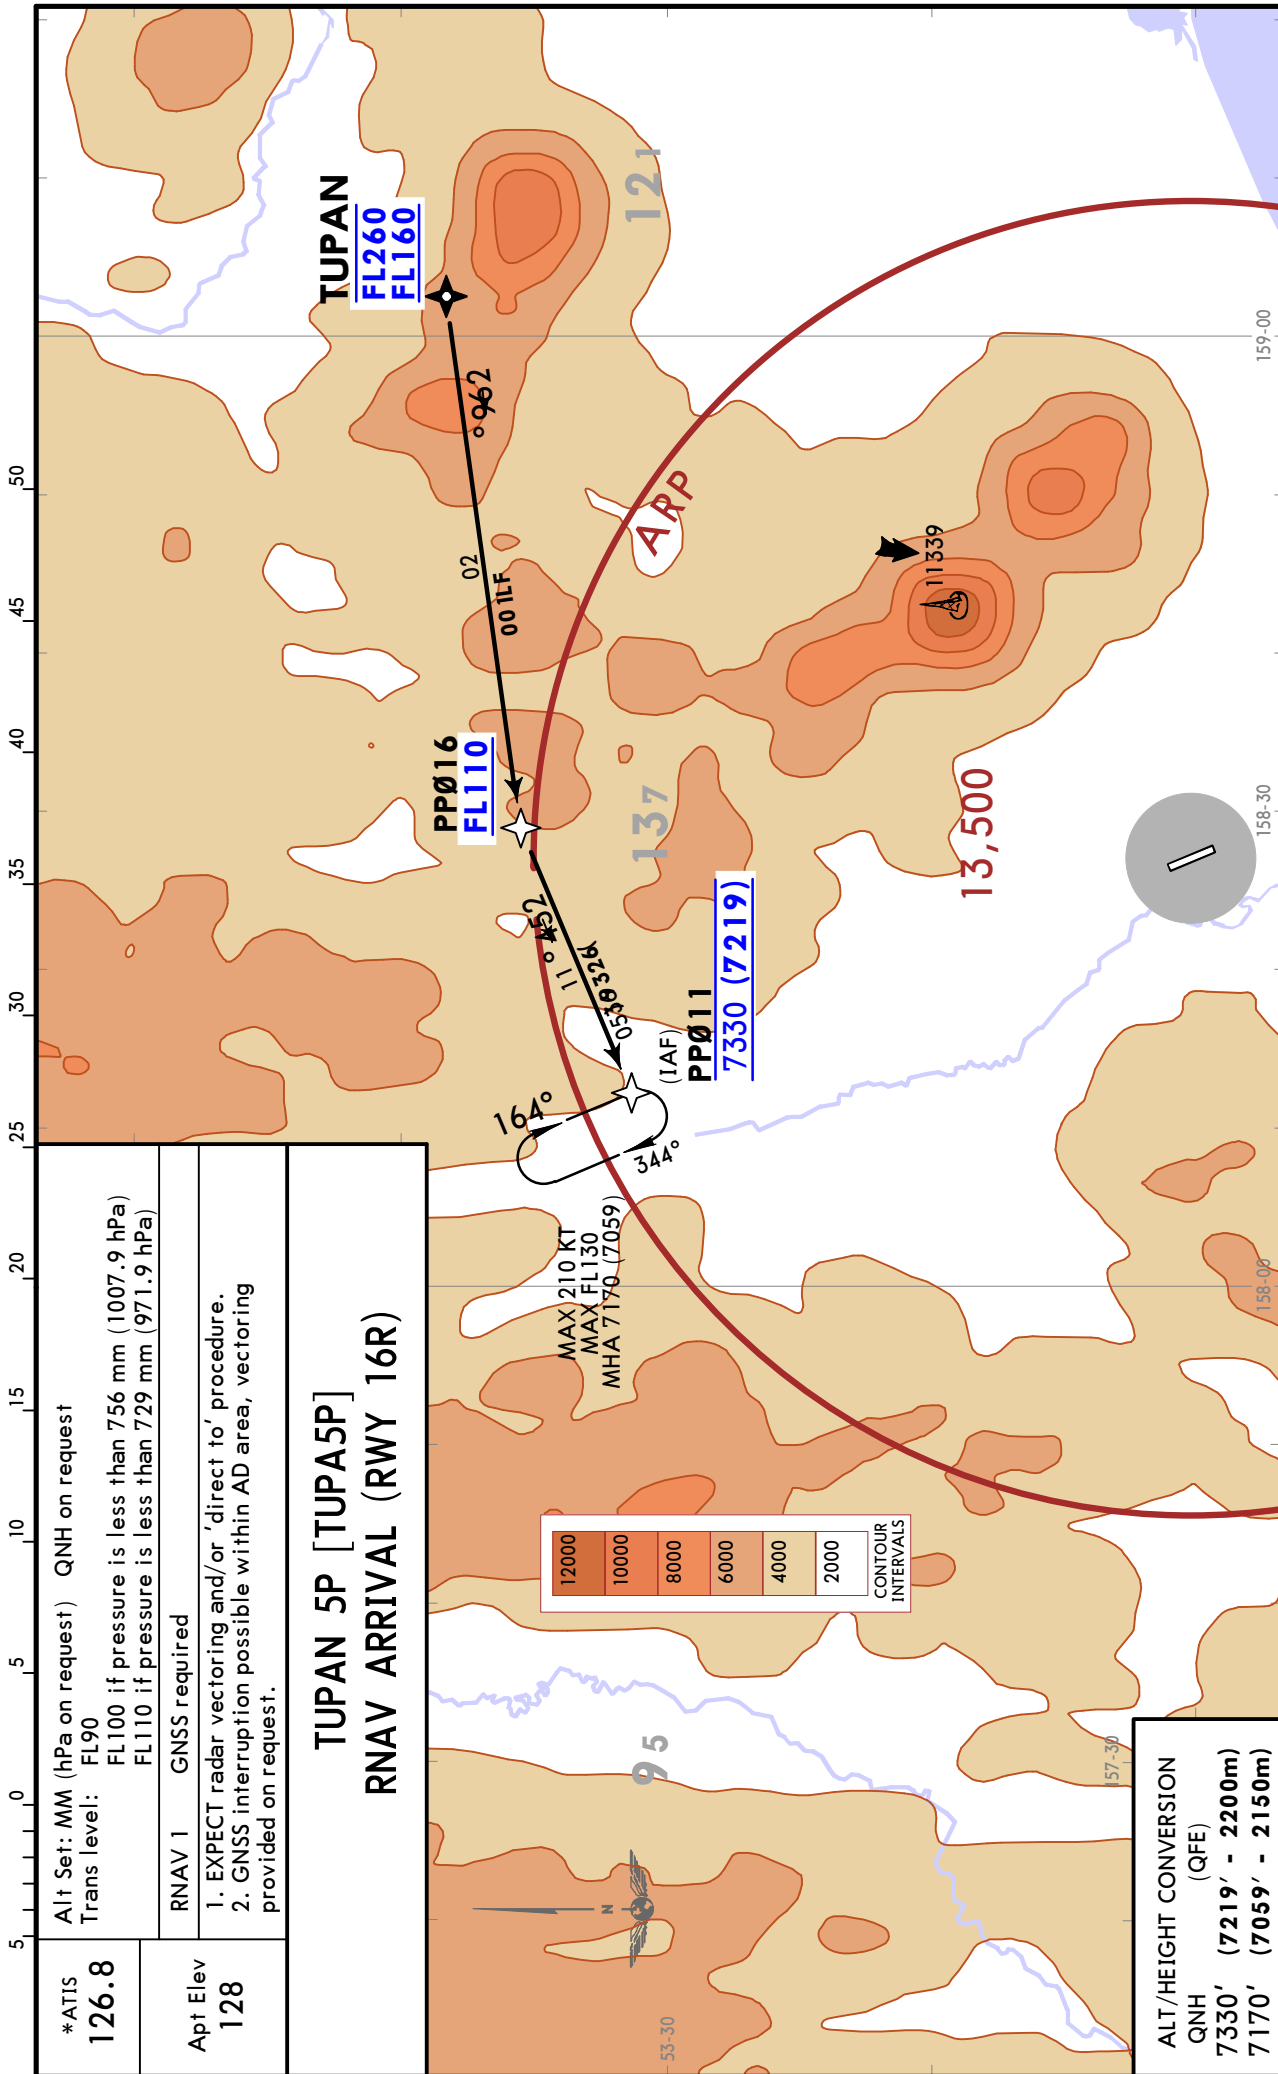 *ATIS
126.8
Apt Elev
128
Alt Set: MM (hPa on request) QNH on request
Trans level: FL90
FL100 if pressure is less than 756 mm (1007.9 hPa)
FL110 if pressure is less than 729 mm (971.9 hPa)
RNAV 1 GNSS required
1. EXPECT radar vectoring and/or 'direct to' procedure.
2. GNSS interruption possible within AD area, vectoring
provided on request.
TUPAN 5P [TUPA5P]
RNAV ARRIVAL (RWY 16R)
5 0 5 10 15 20 25 30 35 40 45 50
TUPAN
FL260
FL160
296°
02
FL100
PPØ16
FL110
254°
11
PPØ11
(IAF)
7330 (7219)
164°
344°
MAX 210 KT
MAX FL130
MHA 7170 (7059)
ARP
13,500
11339
121
137
95
N
12000
10000
8000
6000
4000
2000
CONTOUR
INTERVALS
53-30
157-30
158-00
158-30
159-00
ALT/HEIGHT CONVERSION
QNH (QFE)
7330' (7219' - 2200m)
7170' (7059' - 2150m)